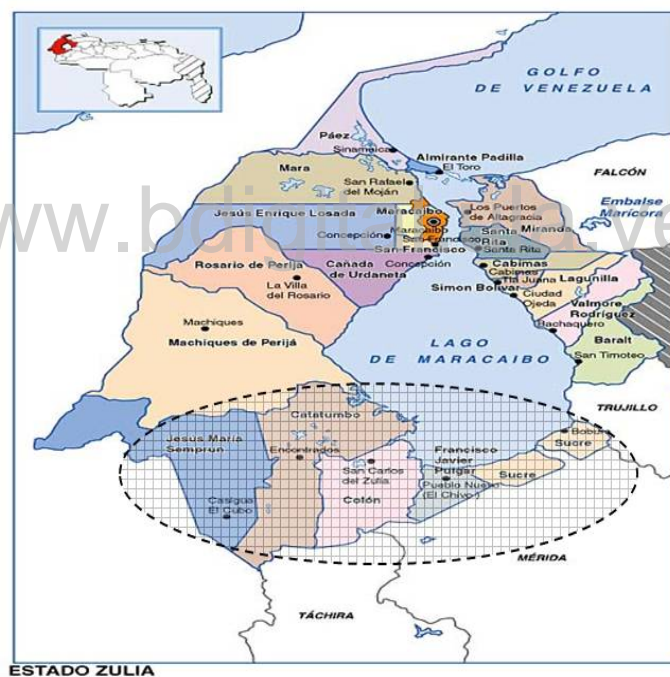 GOLFO
DE VENEZUELA
Páez
Sinamaica
Almirante Padilla
El Toro
Mara
FALCÓN
San Rafael
del Moján
Embalse
Maricora
Los Puertos
de Altagracia
Jesús Enrique Losada
Maracaibo
Miranda
Maracaibo
Santa
Rita
Concepción
San Francisco
San Francisco
Santa Rita
Rosario de Perija
Cañada
de Urdaneta
Concepción
Cabimas
Cabimas
Lagunilla
Tía Juana
La Villa
del Rosario
Simon Bolívar
Ciudad
Ojeda
Valmore
Rodríguez
Machiques
Bachaquero
Machiques de Perijá
LAGO
DE MARACAIBO
Baralt
San Timoteo
TRUJILLO
Catatumbo
Jesús María
Semprun
Encontrados
Francisco
Javier
Pulgar
Bobures
Sucre
San Carlos
del Zulia
Sucre
Colón
Pueblo Nuevo
(El Chivo)
Casigua
El Cubo
MÉRIDA
TÁCHIRA
ESTADO ZULIA